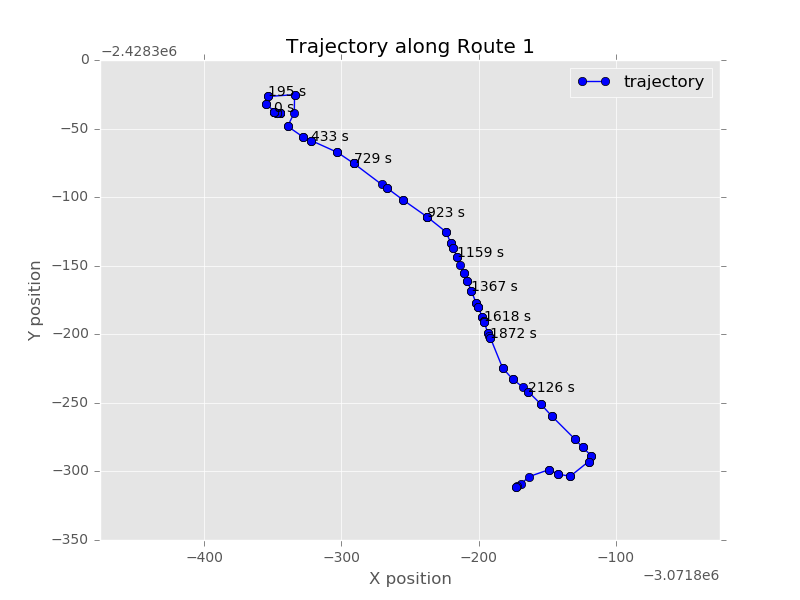 Trajectory along Route 1
−2.4283e6
trajectory
0
−50
−100
−150
−200
−250
−300
−350
Y position
195 s
0 s
433 s
729 s
923 s
1159 s
1367 s
1618 s
1872 s
2126 s
−400
−300
−200
−100
X position
−3.0718e6